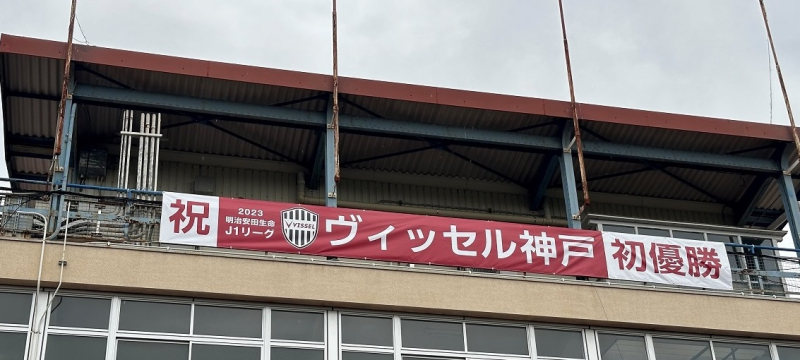 祝
2023
明治安田生命
J1リーグ
VISSEL
ヴィッセル神戸
初優勝